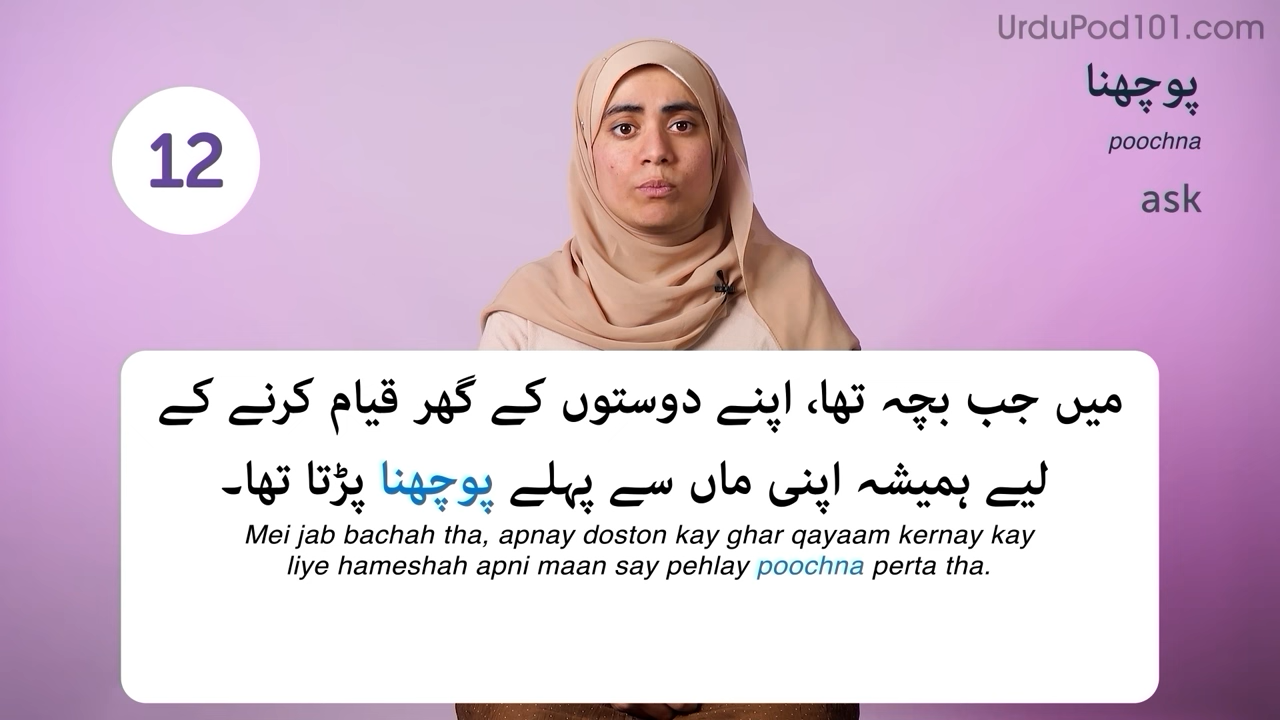 UrduPod101.com
پوچھنا
poochna
ask
12
میں جب بچہ تھا، اپنے دوستوں کے گھر قیام کرنے کے
لیے ہمیشہ اپنی ماں سے پہلے پوچھنا پڑتا تھا۔
Mei jab bachah tha, apnay doston kay ghar qayaam kernay kay
liye hameshah apni maan say pehlay poochna perta tha.